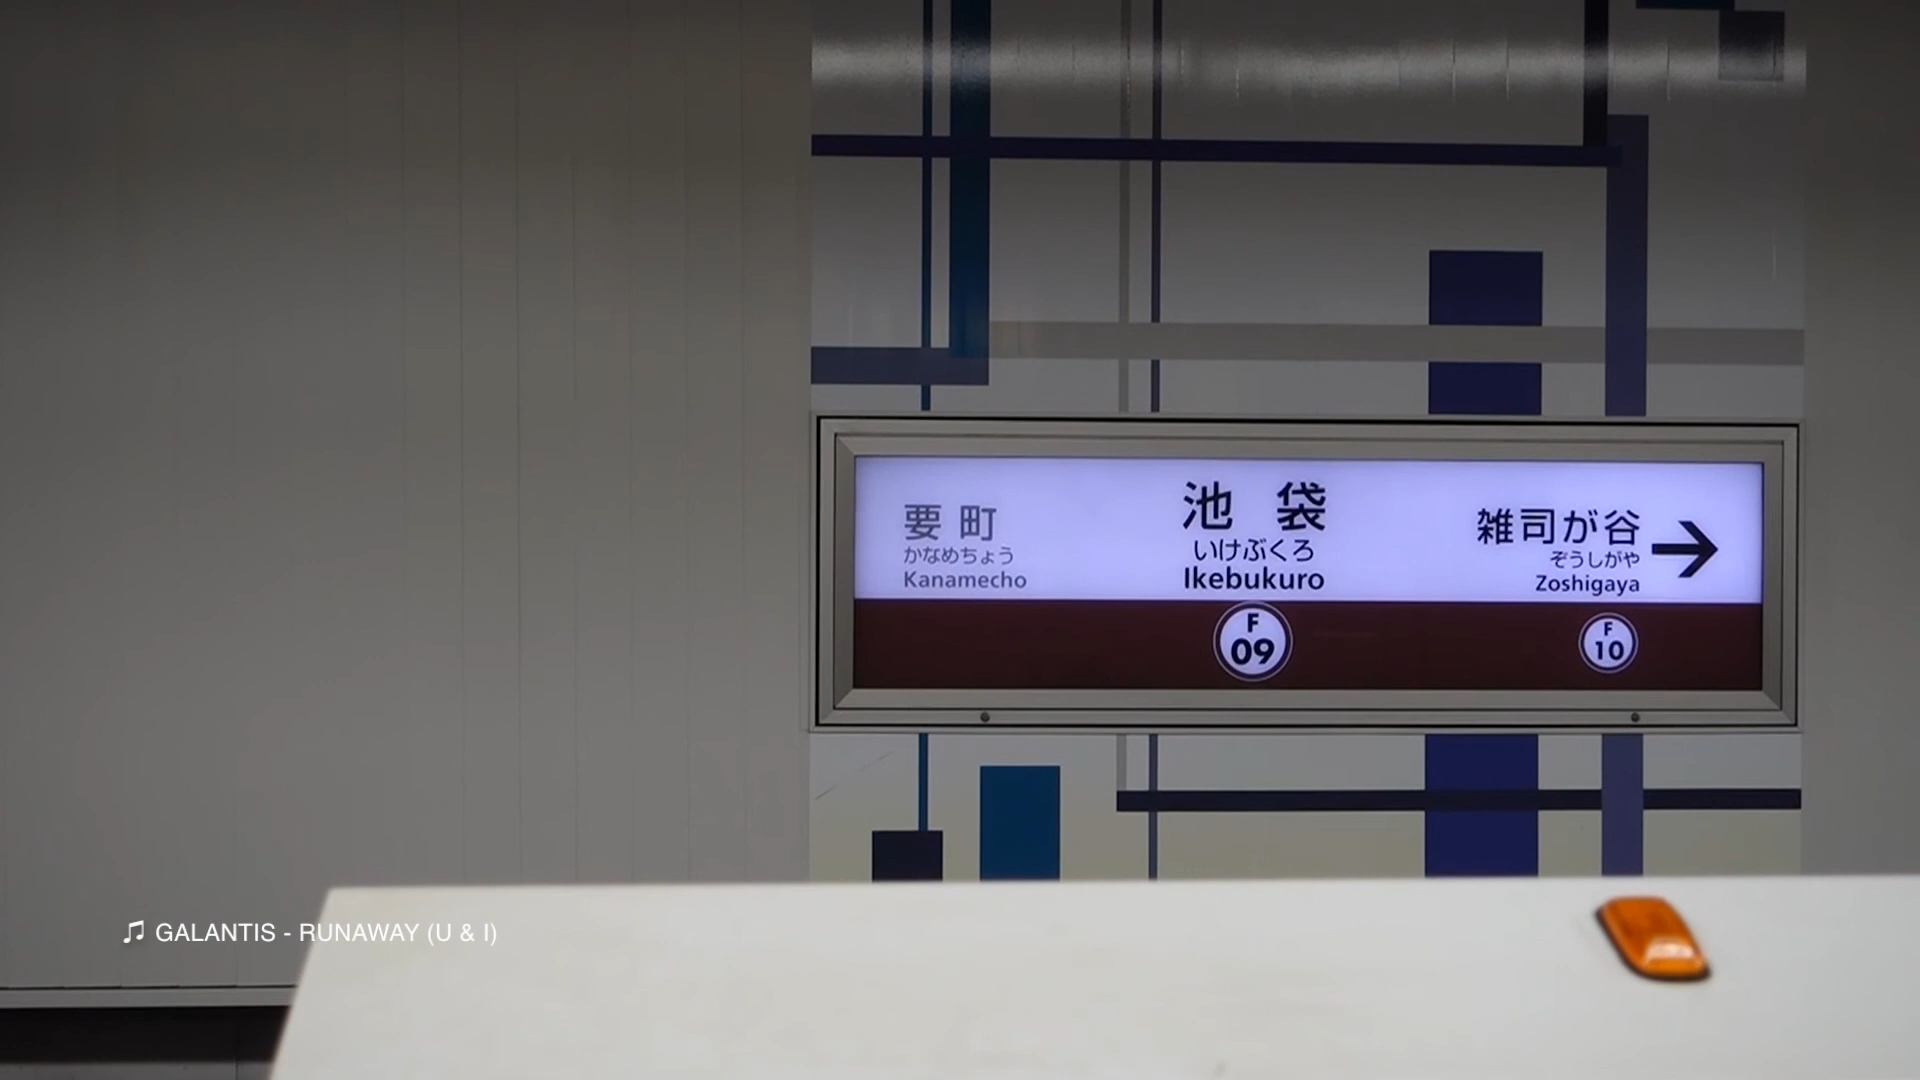 要町
かなめちょう
Kanamecho
池袋
いけぶくろ
Ikebukuro
雑司が谷
ぞうしがや
Zoshigaya
F
09
F
10
♫ GALANTIS - RUNAWAY (U & I)